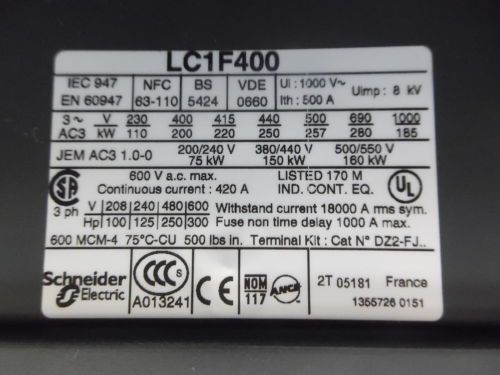 LC1F400
IEC 947 NFC BS VDE Ui : 1000 V~ Uimp : 8 kV
EN 60947 63-110 5424 0660 Ith : 500 A
3~ V 230 400 415 440 500 690 1000
AC3 kW 110 200 220 250 257 280 185
JEM AC3 1.0-0 200/240 V 380/440 V 500/550 V
75 kW 150 kW 160 kW
600 V a.c. max. LISTED 170 M
Continuous current : 420 A IND. CONT. EQ.
SA UL
3 ph V 208 240 480 600 Withstand current 18000 A rms sym.
Hp 100 125 250 300 Fuse non time delay 1000 A max.
600 MCM-4 75°C-CU 500 lbs in. Terminal Kit : Cat N° DZ2-FJ..
Schneider Electric
CCC S
A013241
CE
NOM
117
ANCE
2T 05181 France
1355726 0151